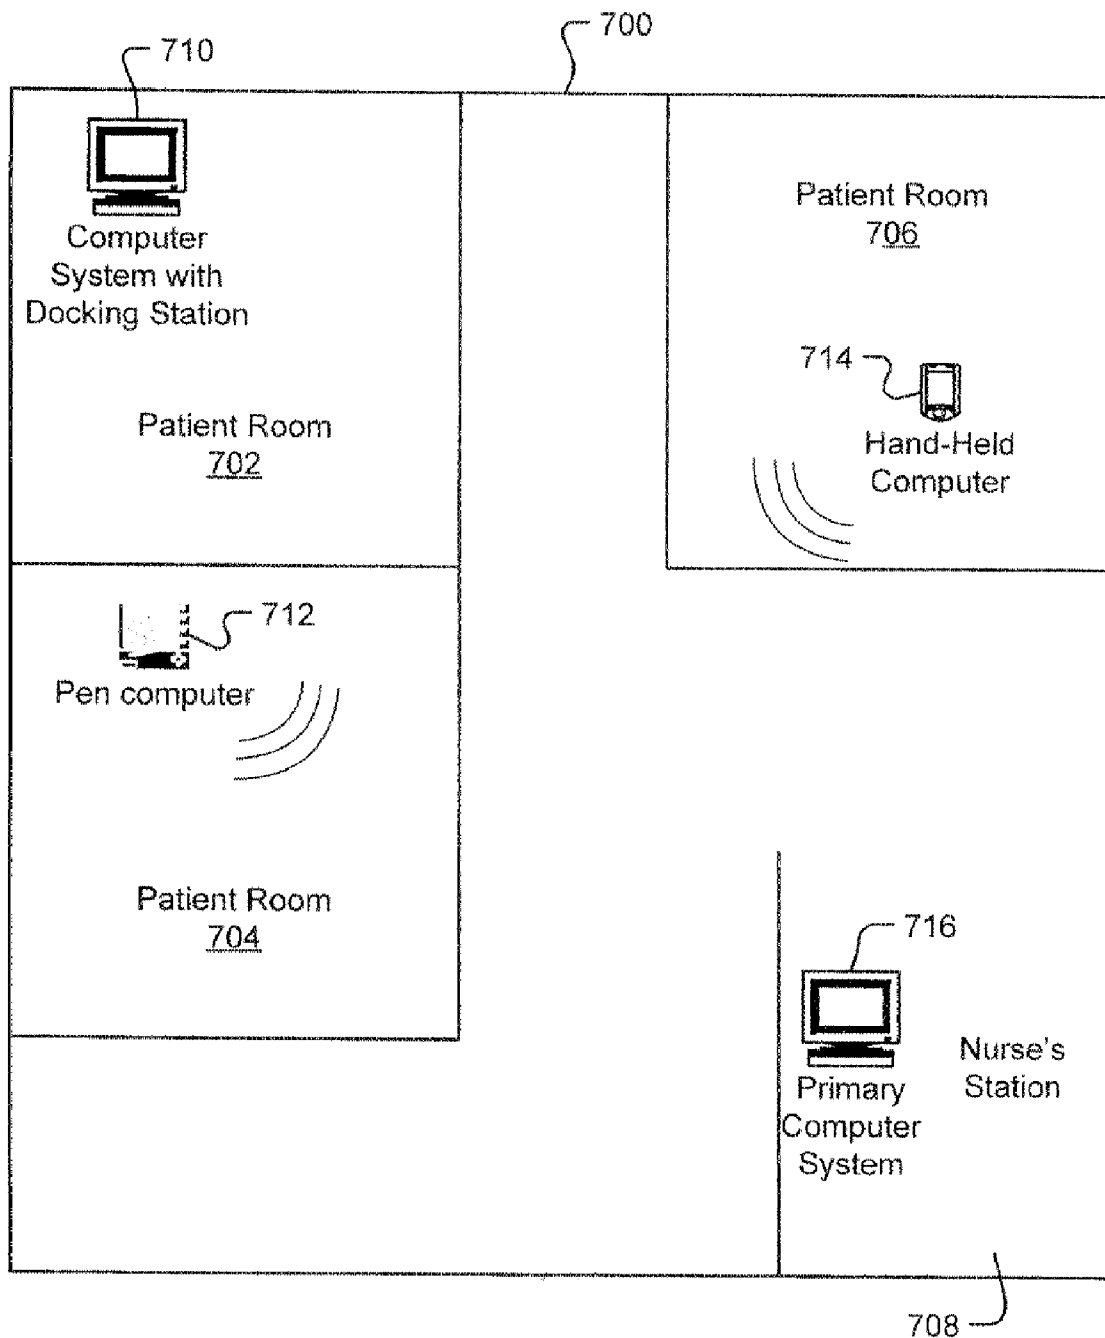 700
710
Computer
System with
Docking Station
Patient Room
702
Patient Room
706
714
Hand-Held
Computer
712
Pen computer
Patient Room
704
716
Primary
Computer
System
Nurse's
Station
708